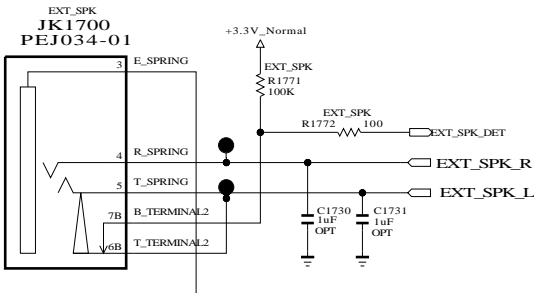 EXT_SPK
JK1700
PEJ034-01
3
E_SPRING
+3.3V_Normal
EXT_SPK
R1771
100K
EXT_SPK
R1772
100
EXT_SPK_DET
4
R_SPRING
EXT_SPK_R
5
T_SPRING
EXT_SPK_L
7B
B_TERMINAL2
C1730
1uF
OPT
C1731
1uF
OPT
6B
T_TERMINAL2